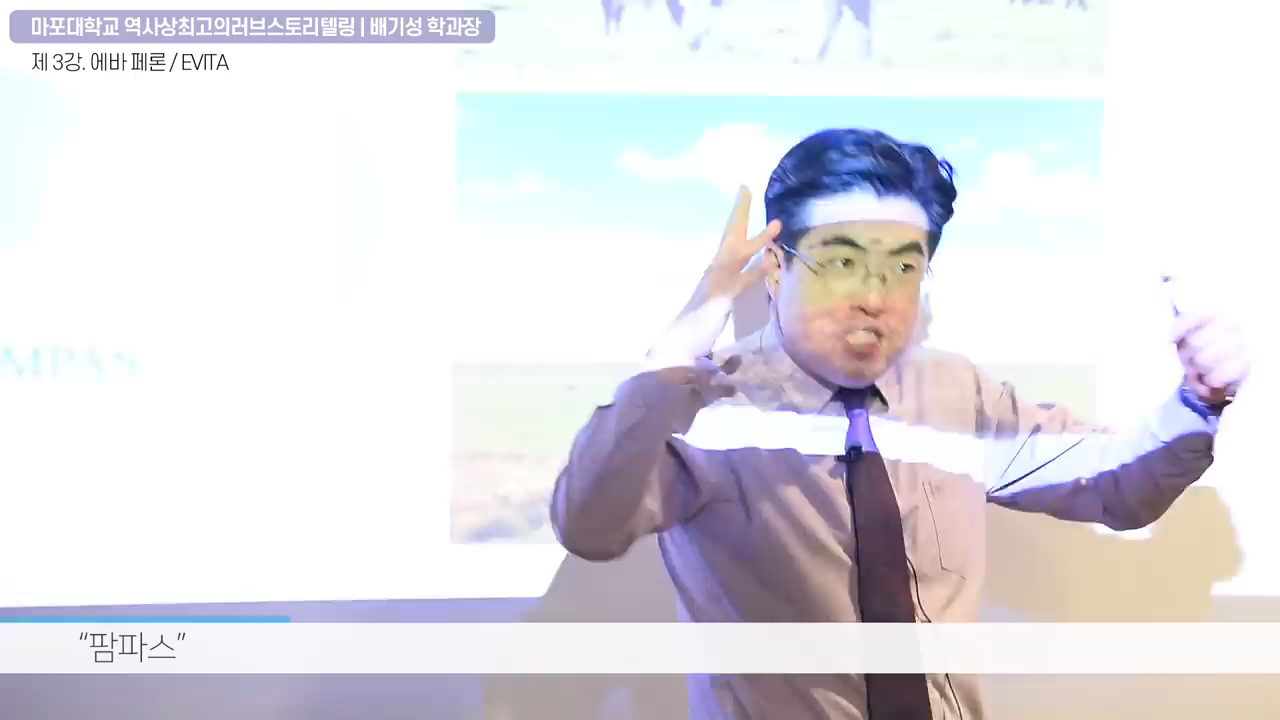 마포대학교 역사상최고의러브스토리텔링 | 배기성 학과장
제 3강. 에바 페론 / EVITA
MPAS
“팜파스”